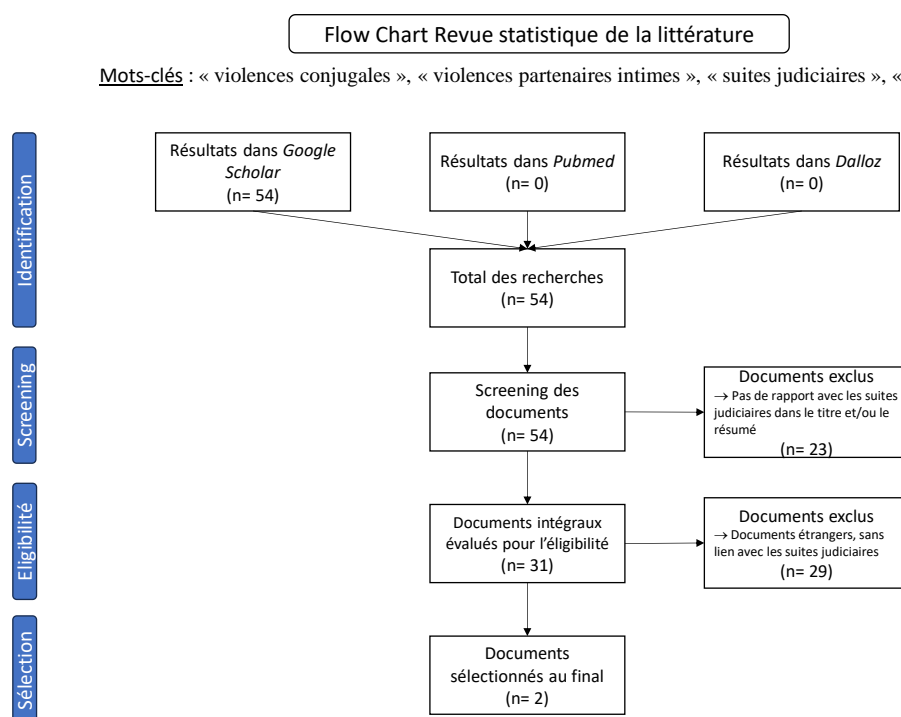 Flow Chart Revue statistique de la littérature
Mots-clés : « violences conjugales », « violences partenaires intimes », « suites judiciaires », «
Identification
Résultats dans Google
Scholar
(n= 54)
Résultats dans Pubmed
(n= 0)
Résultats dans Dalloz
(n= 0)
Total des recherches
(n= 54)
Screening
Screening des
documents
(n= 54)
Documents exclus
→ Pas de rapport avec les suites
judiciaires dans le titre et/ou le
résumé
(n= 23)
Eligibilité
Documents intégraux
évalués pour l’éligibilité
(n= 31)
Documents exclus
→ Documents étrangers, sans
lien avec les suites judiciaires
(n= 29)
Sélection
Documents
sélectionnés au final
(n= 2)